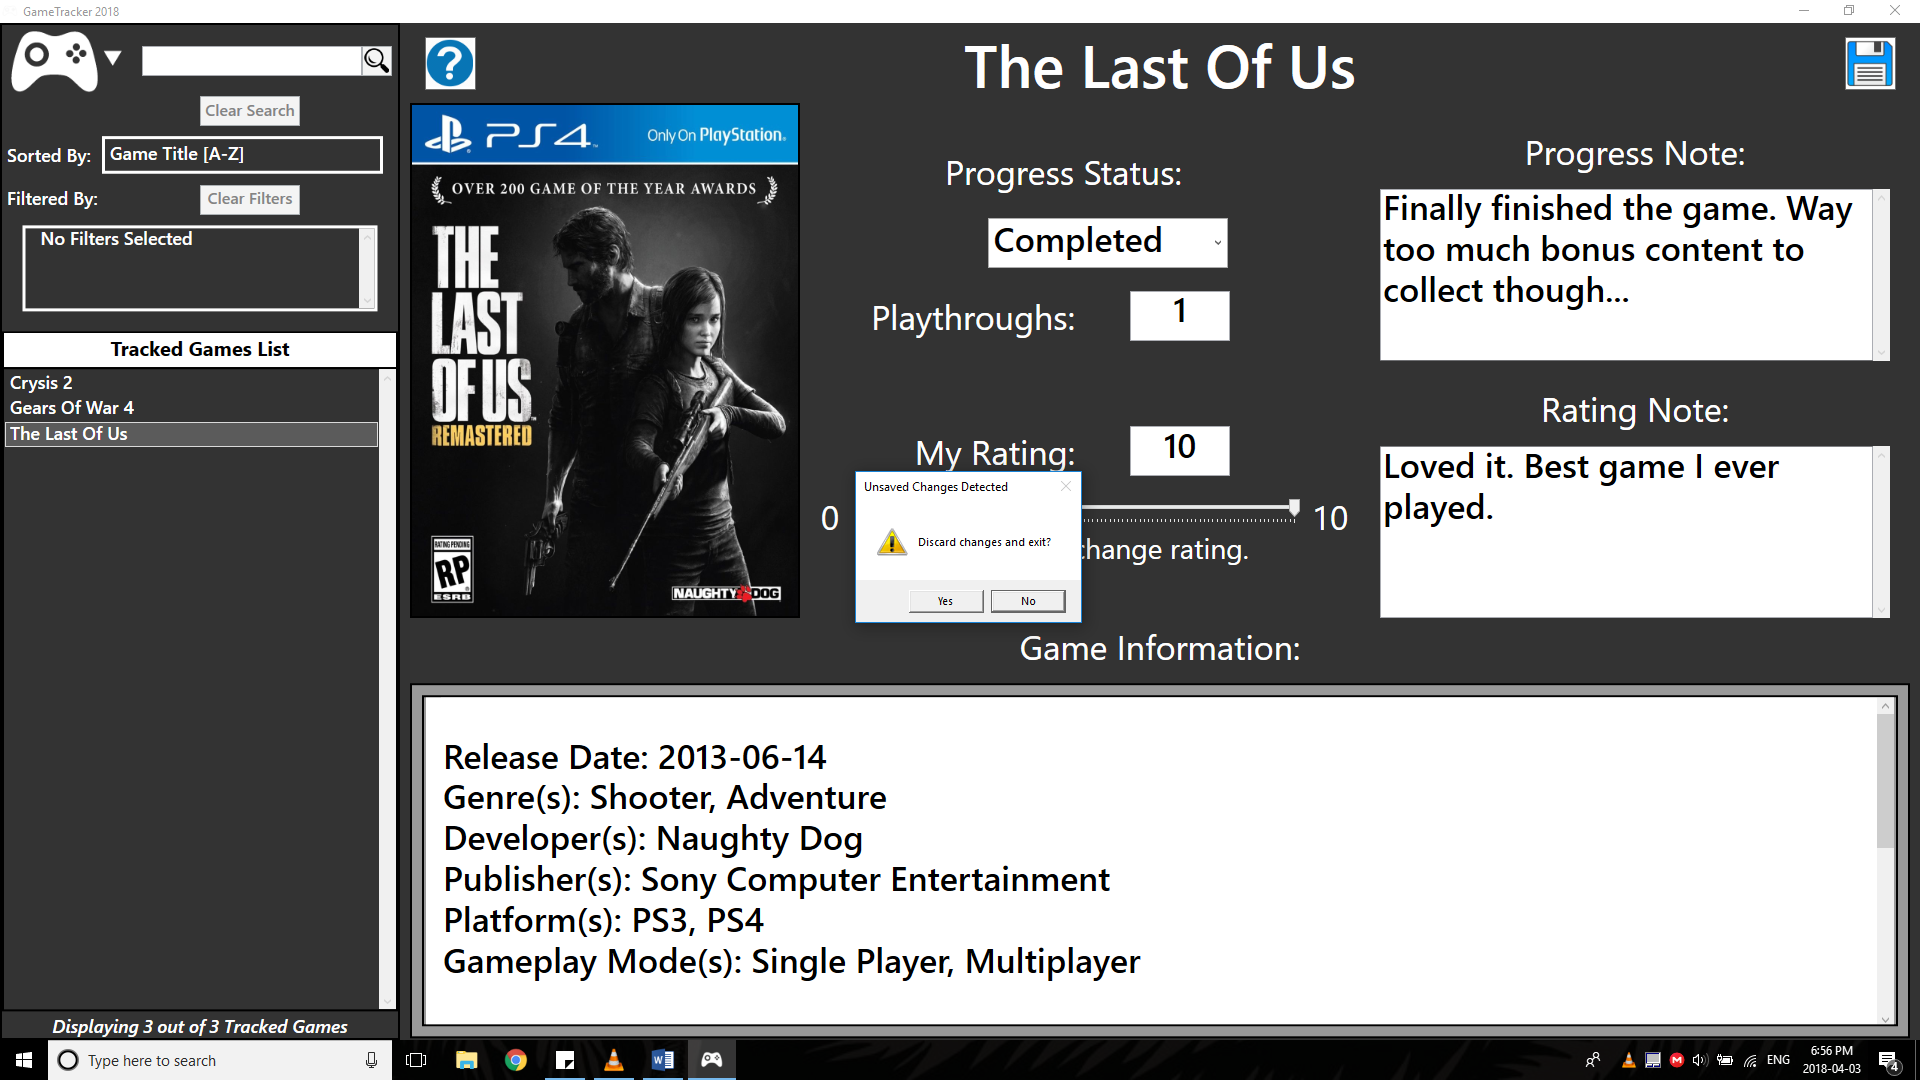 GameTracker 2018
Clear Search
Sorted By:
Game Title [A-Z]
Filtered By:
Clear Filters
No Filters Selected
Tracked Games List
Crysis 2
Gears Of War 4
The Last Of Us
Displaying 3 out of 3 Tracked Games
?
The Last Of Us
PS4
Only On PlayStation
OVER 200 GAME OF THE YEAR AWARDS
THE
LAST
OF US
REMASTERED
RATING PENDING
RP
ESRB
NAUGHTY DOG
Progress Status:
Completed
Playthroughs:
1
My Rating:
10
0
10
change rating.
Unsaved Changes Detected
Discard changes and exit?
Yes
No
Progress Note:
Finally finished the game. Way
too much bonus content to
collect though...
Rating Note:
Loved it. Best game I ever
played.
Game Information:
Release Date: 2013-06-14
Genre(s): Shooter, Adventure
Developer(s): Naughty Dog
Publisher(s): Sony Computer Entertainment
Platform(s): PS3, PS4
Gameplay Mode(s): Single Player, Multiplayer
Type here to search
ENG
6:56 PM
2018-04-03
4